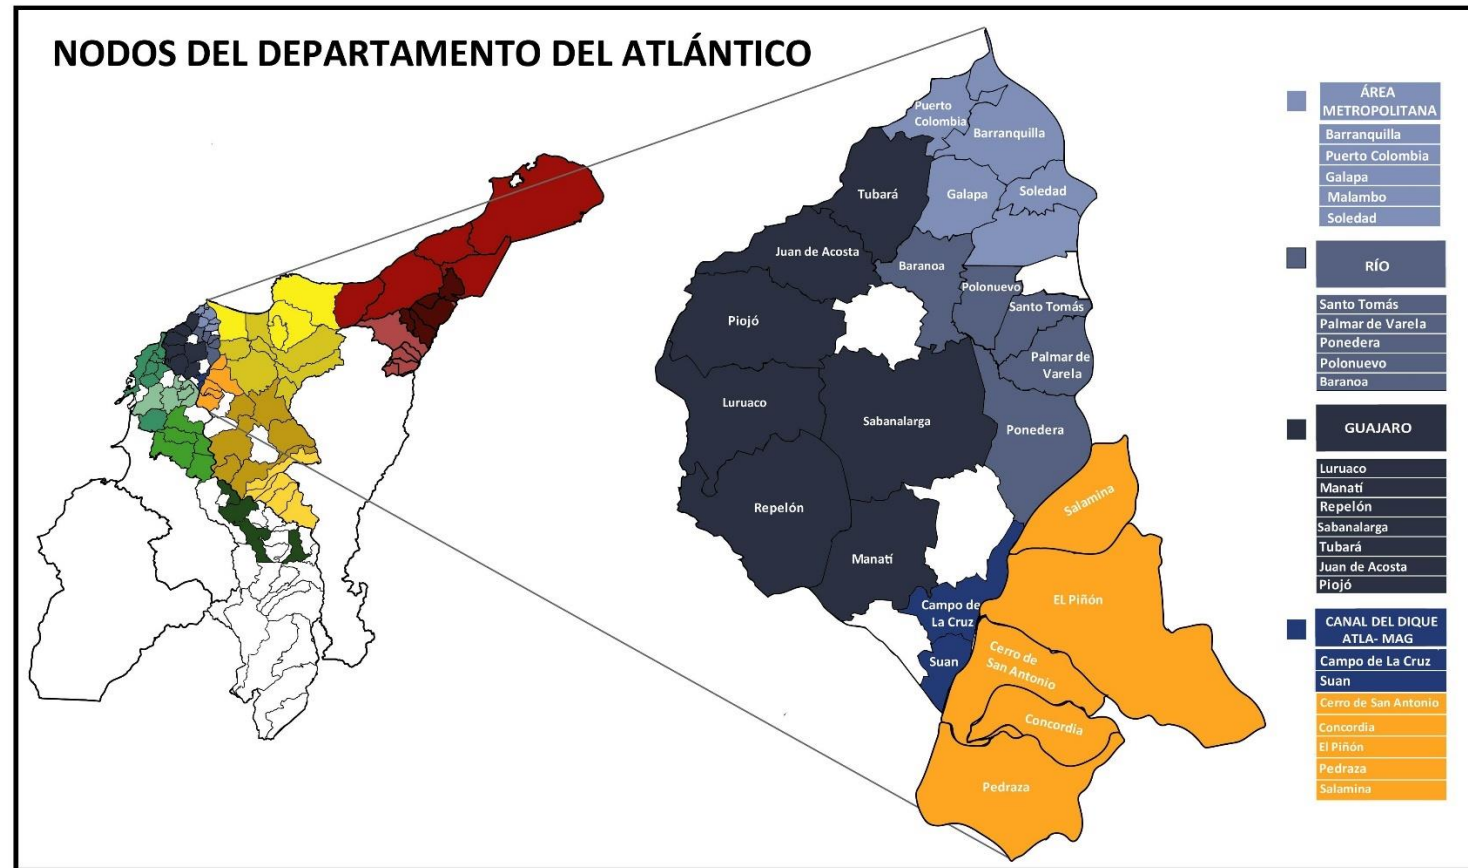 NODOS DEL DEPARTAMENTO DEL ATLÁNTICO
Puerto
Colombia
Barranquilla
Tubará
Galapa
Soledad
Juan de Acosta
Baranoa
Polonuevo
Santo Tomás
Piojó
Palmar de
Varela
Luruaco
Sabanalarga
Ponedera
Repelón
Salamina
Manatí
EL Piñón
Campo de
La Cruz
Suan
Cerro de
San Antonio
Concordia
Pedraza
ÁREA
METROPOLITANA
Barranquilla
Puerto Colombia
Galapa
Malambo
Soledad
RÍO
Santo Tomás
Palmar de Varela
Ponedera
Polonuevo
Baranoa
GUAJARO
Luruaco
Manatí
Repelón
Sabanalarga
Tubará
Juan de Acosta
Piojó
CANAL DEL DIQUE
ATLA- MAG
Campo de La Cruz
Suan
Cerro de San Antonio
Concordia
El Piñón
Pedraza
Salamina